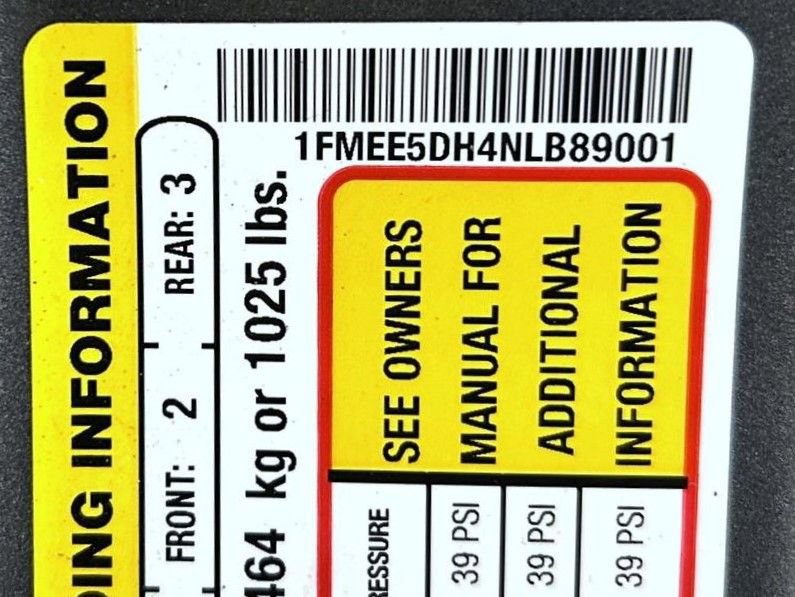 1FMEE5DH4NLB89001
DING INFORMATION
FRONT: 2
REAR: 3
464 kg or 1025 lbs.
SEE OWNERS
MANUAL FOR
ADDITIONAL
INFORMATION
RESSURE
39 PSI
39 PSI
39 PSI